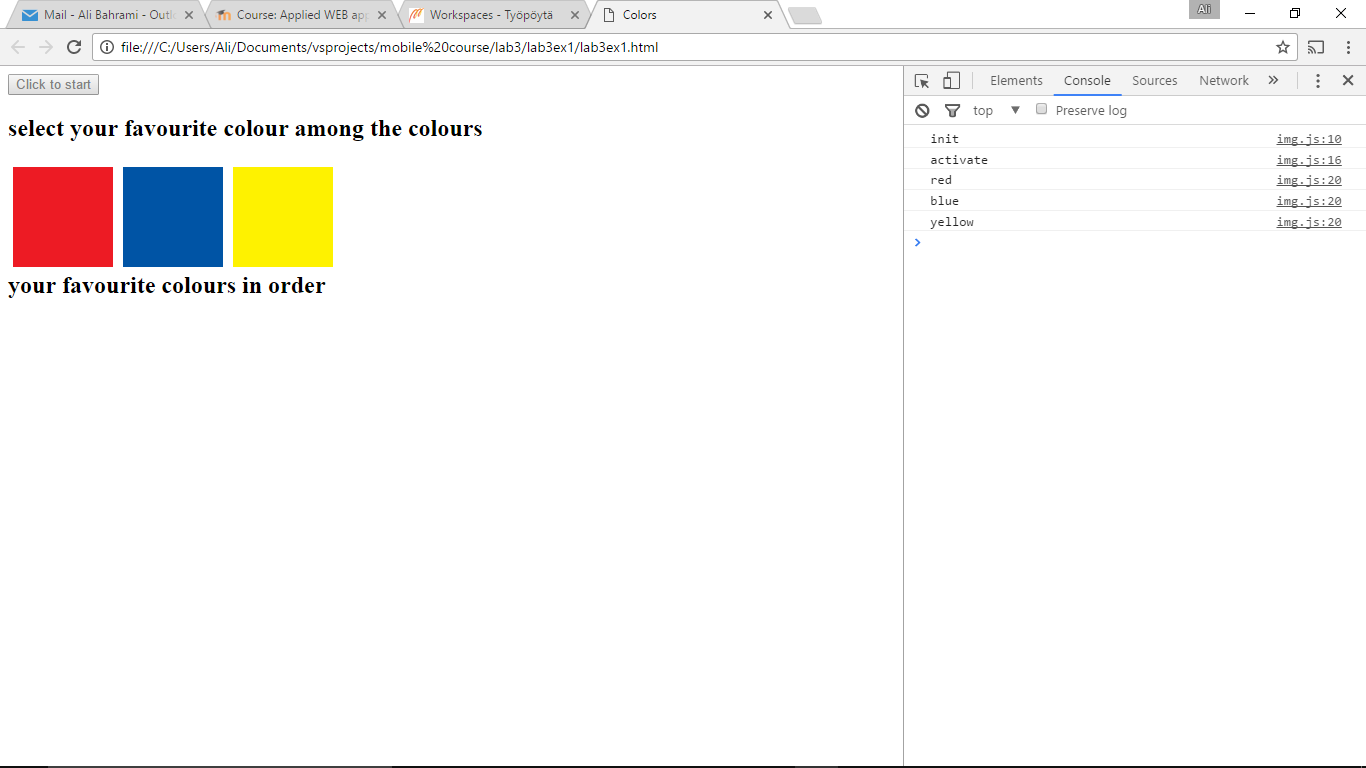 Mail - Ali Bahrami - Outl
Course: Applied WEB app
Workspaces - Työpöytä
Colors
Ali
file:///C:/Users/Ali/Documents/vsprojects/mobile%20course/lab3/lab3ex1/lab3ex1.html
Click to start
select your favourite colour among the colours
your favourite colours in order
Elements Console Sources Network
top Preserve log
init img.js:10
activate img.js:16
red img.js:20
blue img.js:20
yellow img.js:20